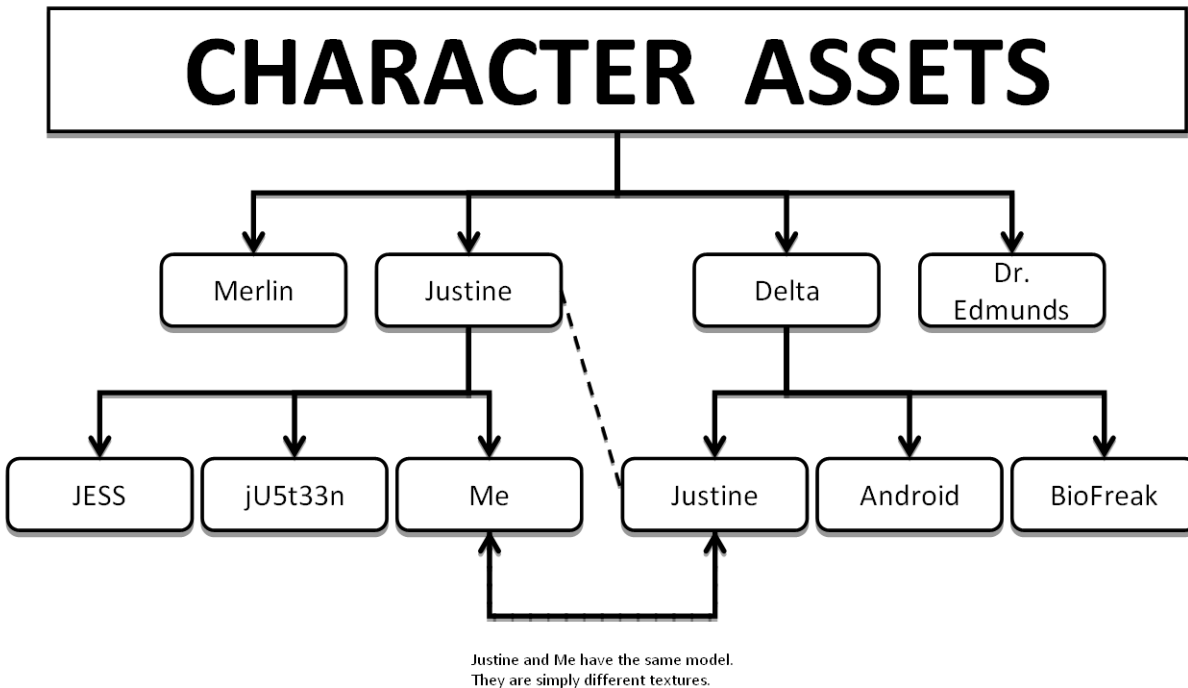 CHARACTER ASSETS
Merlin
Justine
Delta
Dr.
Edmunds
JESS
jU5t33n
Me
Justine
Android
BioFreak
Justine and Me have the same model.
They are simply different textures.